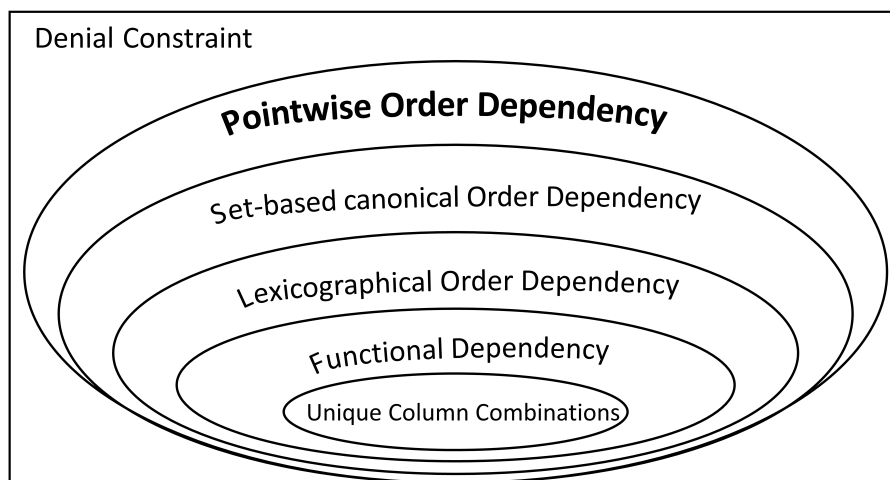 Denial Constraint
Pointwise Order Dependency
Set-based canonical Order Dependency
Lexicographical Order Dependency
Functional Dependency
Unique Column Combinations